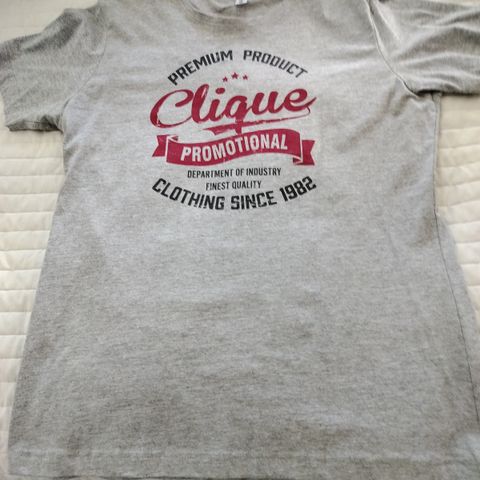 PREMIUM PRODUCT
Clique
PROMOTIONAL
DEPARTMENT OF INDUSTRY
FINEST QUALITY
CLOTHING SINCE 1982